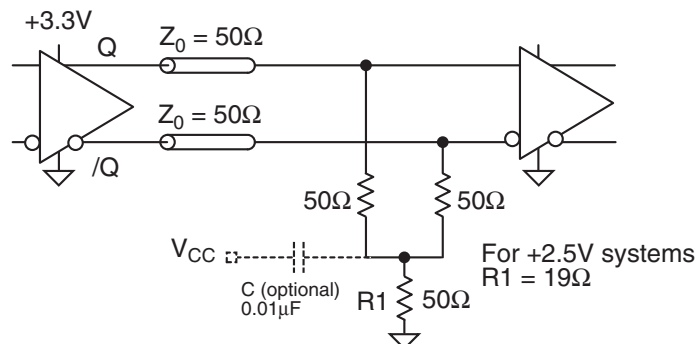 +3.3V
Q
Z0 = 50Ω
Z0 = 50Ω
/Q
50Ω
50Ω
VCC
C (optional)
0.01μF
R1
50Ω
For +2.5V systems
R1 = 19Ω